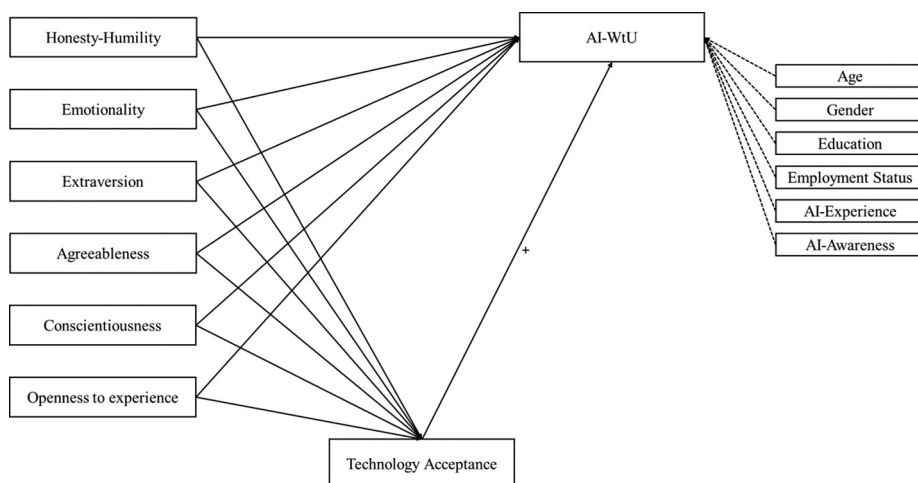 Honesty-Humility
Emotionality
Extraversion
Agreeableness
Conscientiousness
Openness to experience
AI-WtU
+
Technology Acceptance
Age
Gender
Education
Employment Status
AI-Experience
AI-Awareness